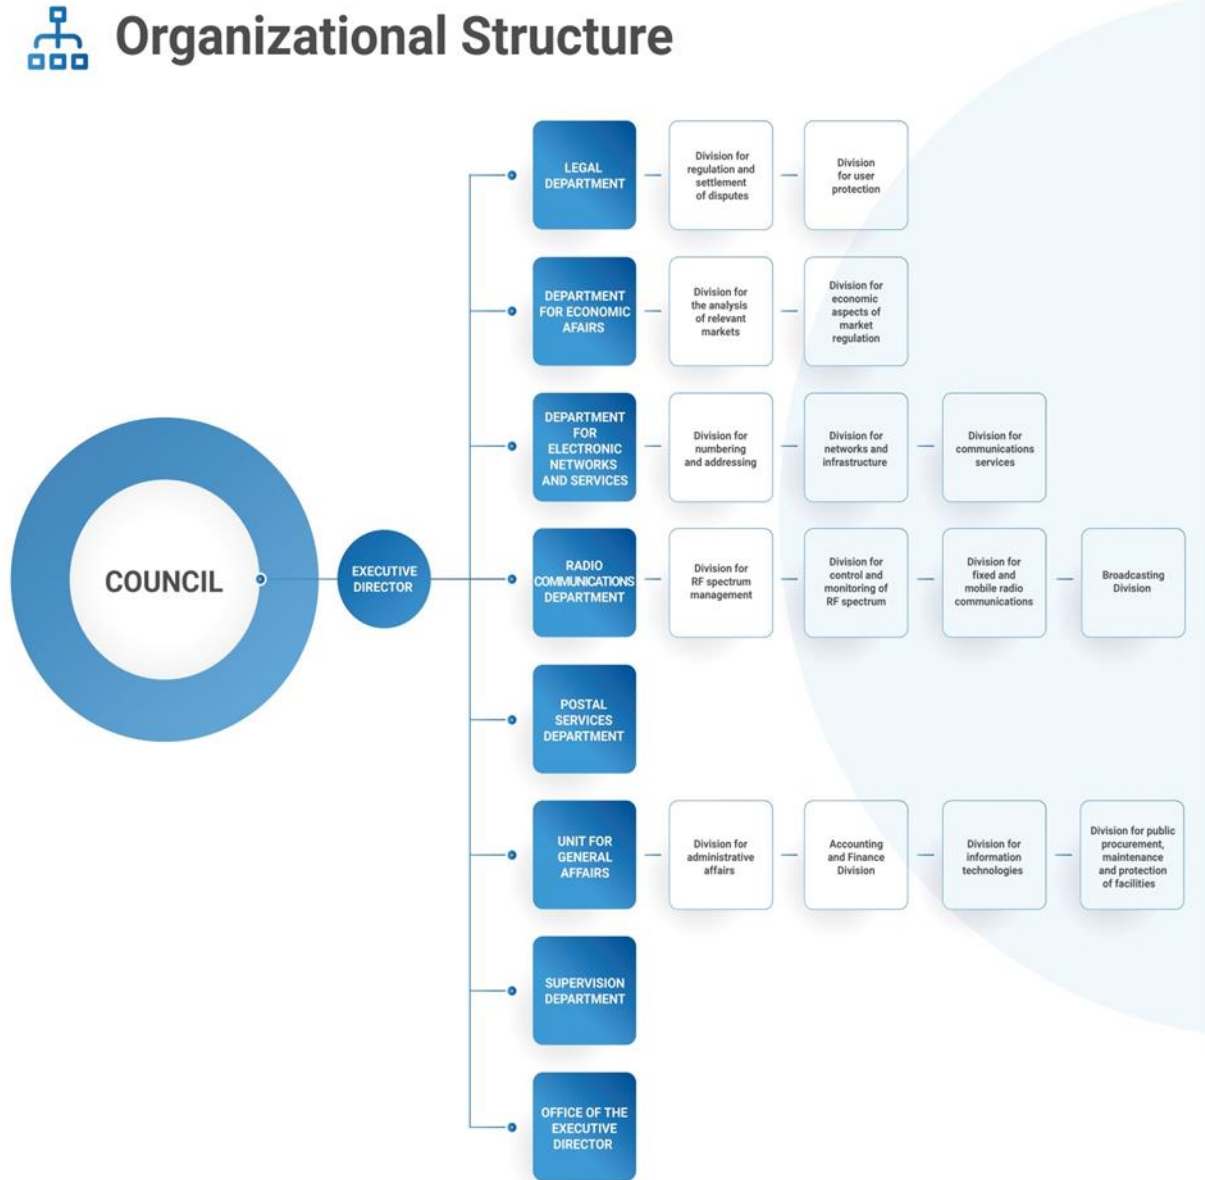 Organizational Structure
LEGAL
DEPARTMENT
Division for
regulation and
settlement
of disputes
Division
for user
protection
DEPARTMENT
FOR ECONOMIC
AFAIRS
Division for
the analysis
of relevant
markets
Division for
economic
aspects of
market
regulation
DEPARTMENT
FOR
ELECTRONIC
NETWORKS
AND SERVICES
Division for
numbering
and addressing
Division for
networks and
infrastructure
Division for
communications
services
COUNCIL
EXECUTIVE
DIRECTOR
RADIO
COMMUNICATIONS
DEPARTMENT
Division for
RF spectrum
management
Division for
control and
monitoring of
RF spectrum
Division for
fixed and
mobile radio
communications
Broadcasting
Division
POSTAL
SERVICES
DEPARTMENT
UNIT FOR
GENERAL
AFFAIRS
Division for
administrative
affairs
Accounting
and Finance
Division
Division for
information
technologies
Division for public
procurement,
maintenance
and protection
of facilities
SUPERVISION
DEPARTMENT
OFFICE OF THE
EXECUTIVE
DIRECTOR